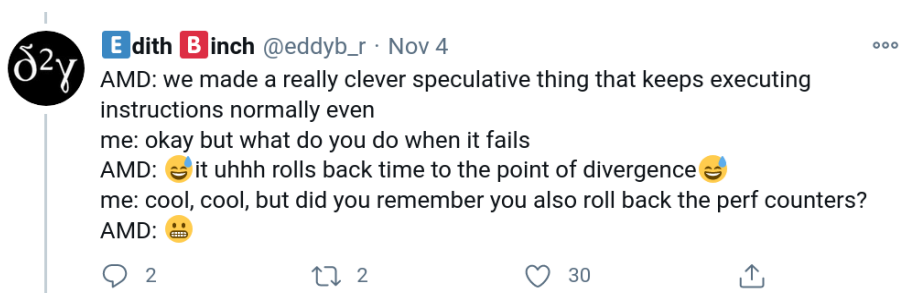 δ²γ
🇪dith 🅱inch @eddyb_r · Nov 4
AMD: we made a really clever speculative thing that keeps executing
instructions normally even
me: okay but what do you do when it fails
AMD: 😅it uhhh rolls back time to the point of divergence😅
me: cool, cool, but did you remember you also roll back the perf counters?
AMD: 😬
2 2 30